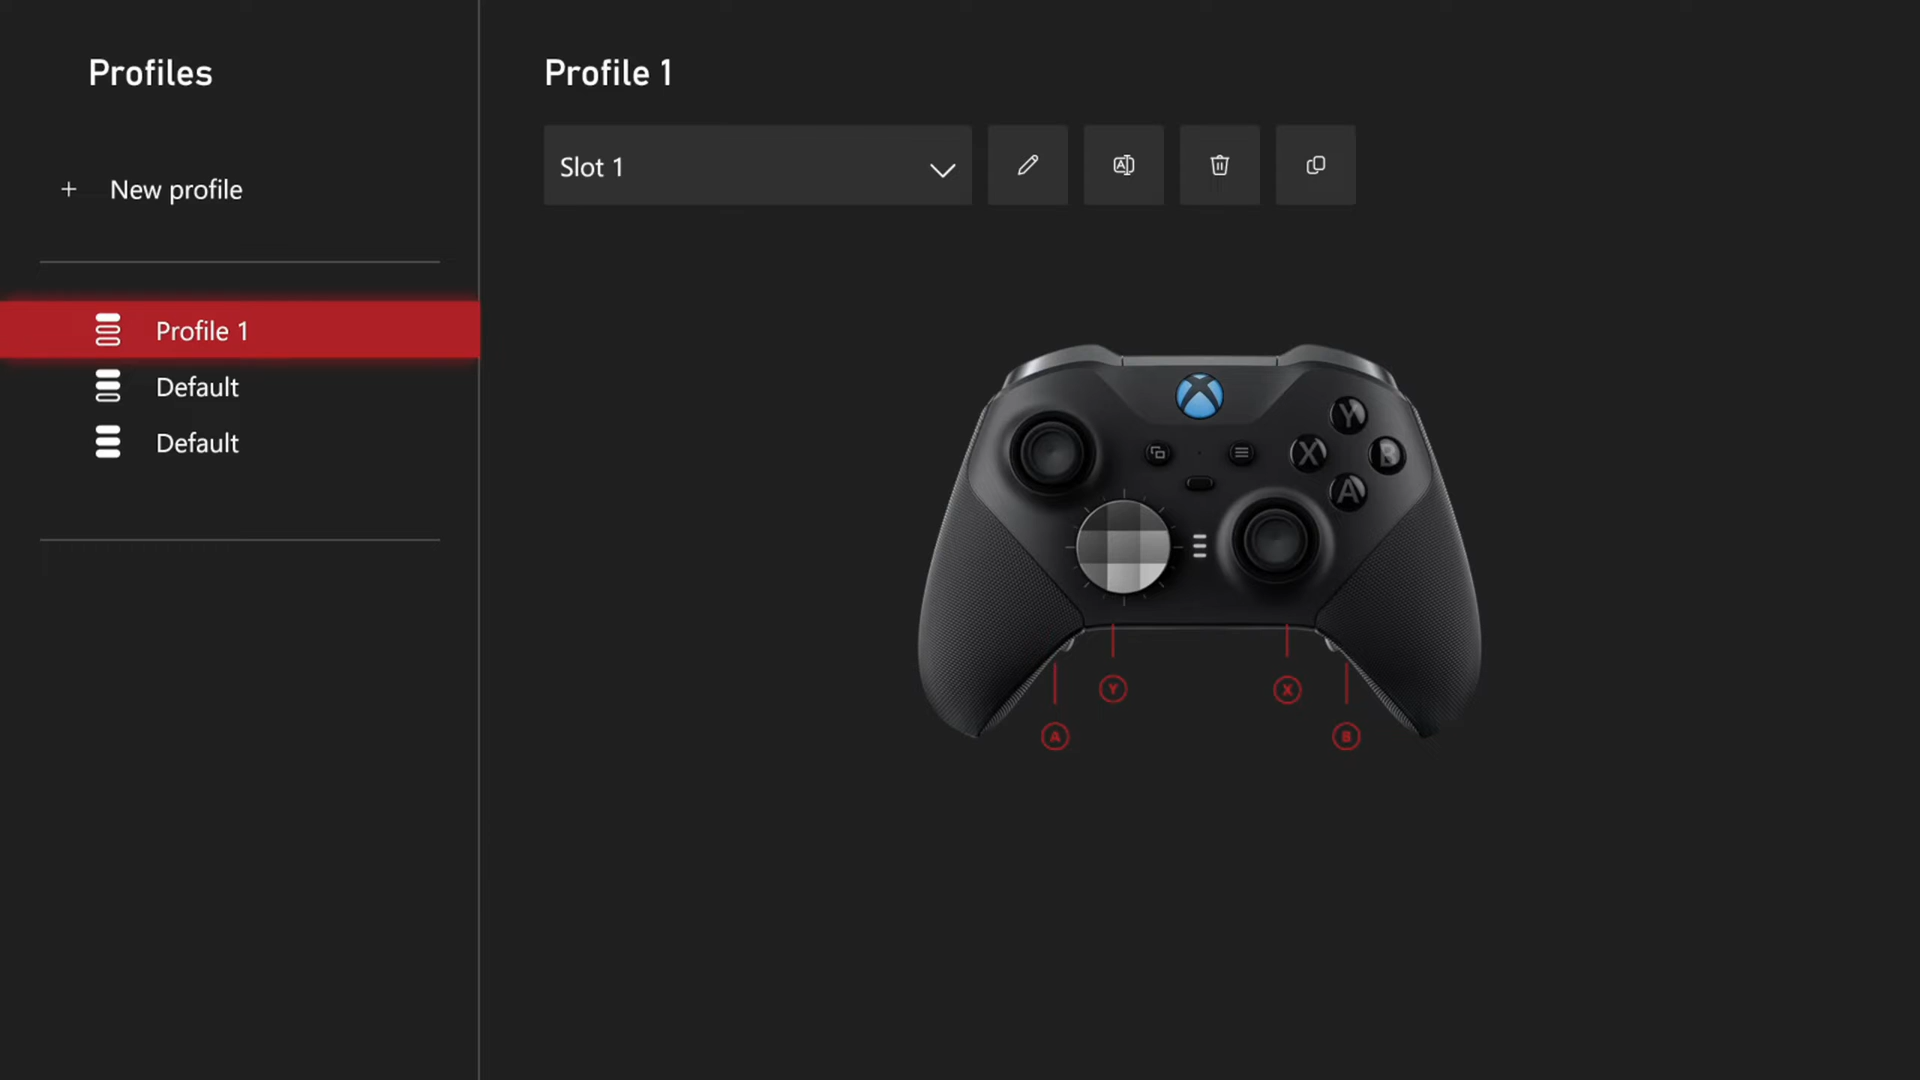 Profiles
Profile 1
Slot 1
A
+ New profile
Profile 1
Default
Default
Y
X
B
A
Y
X
A
B